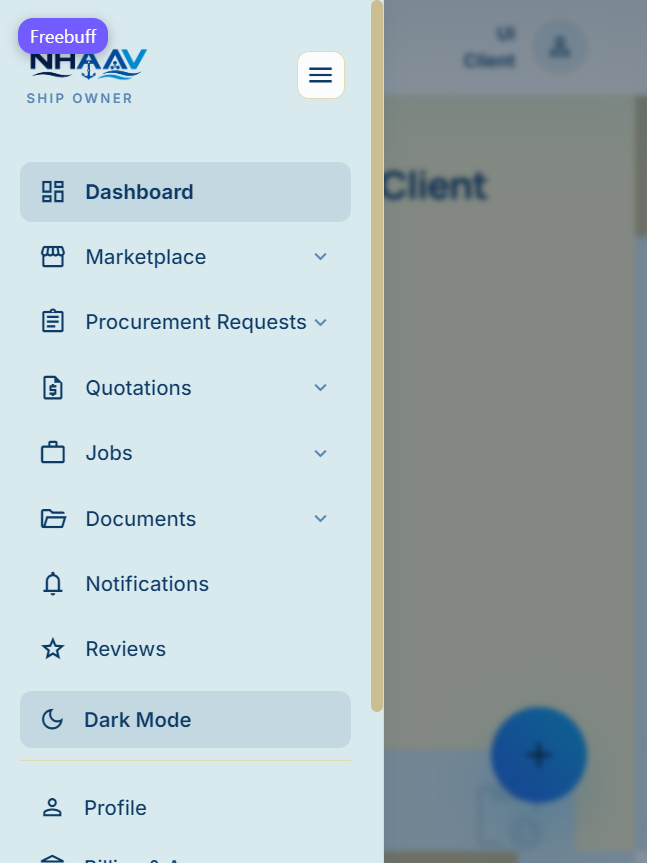 Freebuff
NHAAV
SHIP OWNER
UI
Client
Client
Dashboard
Marketplace
Procurement Requests
Quotations
Jobs
Documents
Notifications
Reviews
Dark Mode
Profile